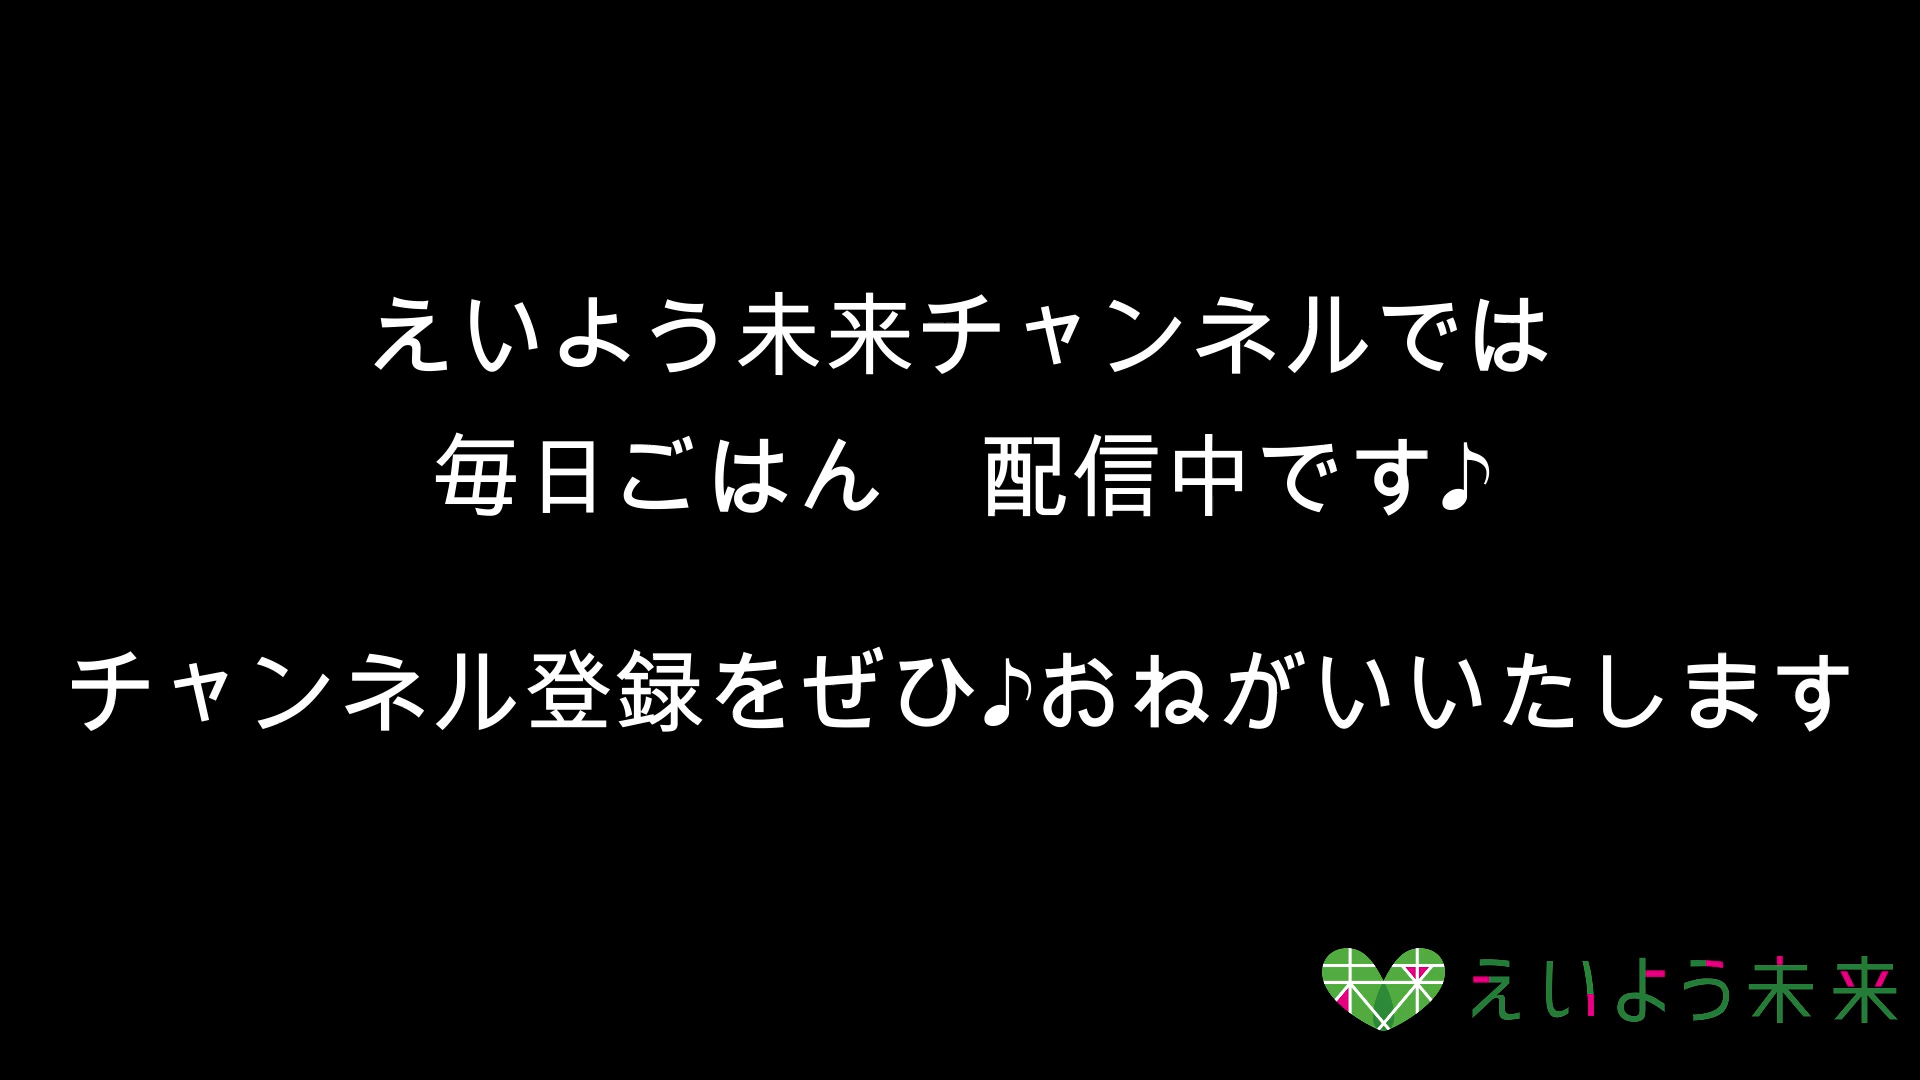 えいよう未来チャンネルでは
毎日ごはん　配信中です♪
チャンネル登録をぜひ♪おねがいいたします
えいよう未来